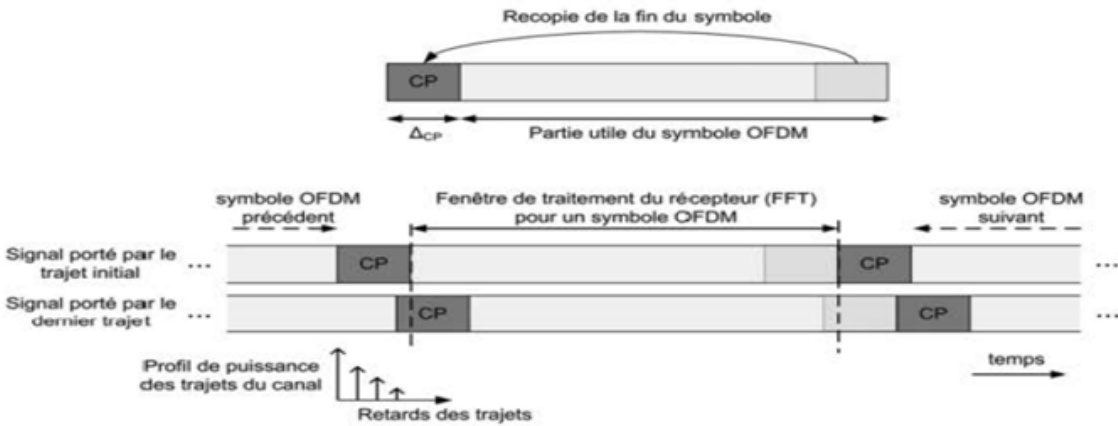 Recopie de la fin du symbole
CP
ΔCP
Partie utile du symbole OFDM
symbole OFDM
précédent
Fenêtre de traitement du récepteur (FFT)
pour un symbole OFDM
symbole OFDM
suivant
Signal porté par le
trajet initial
...
CP
CP
...
Signal porté par le
dernier trajet
...
CP
CP
...
Profil de puissance
des trajets du canal
Retards des trajets
temps